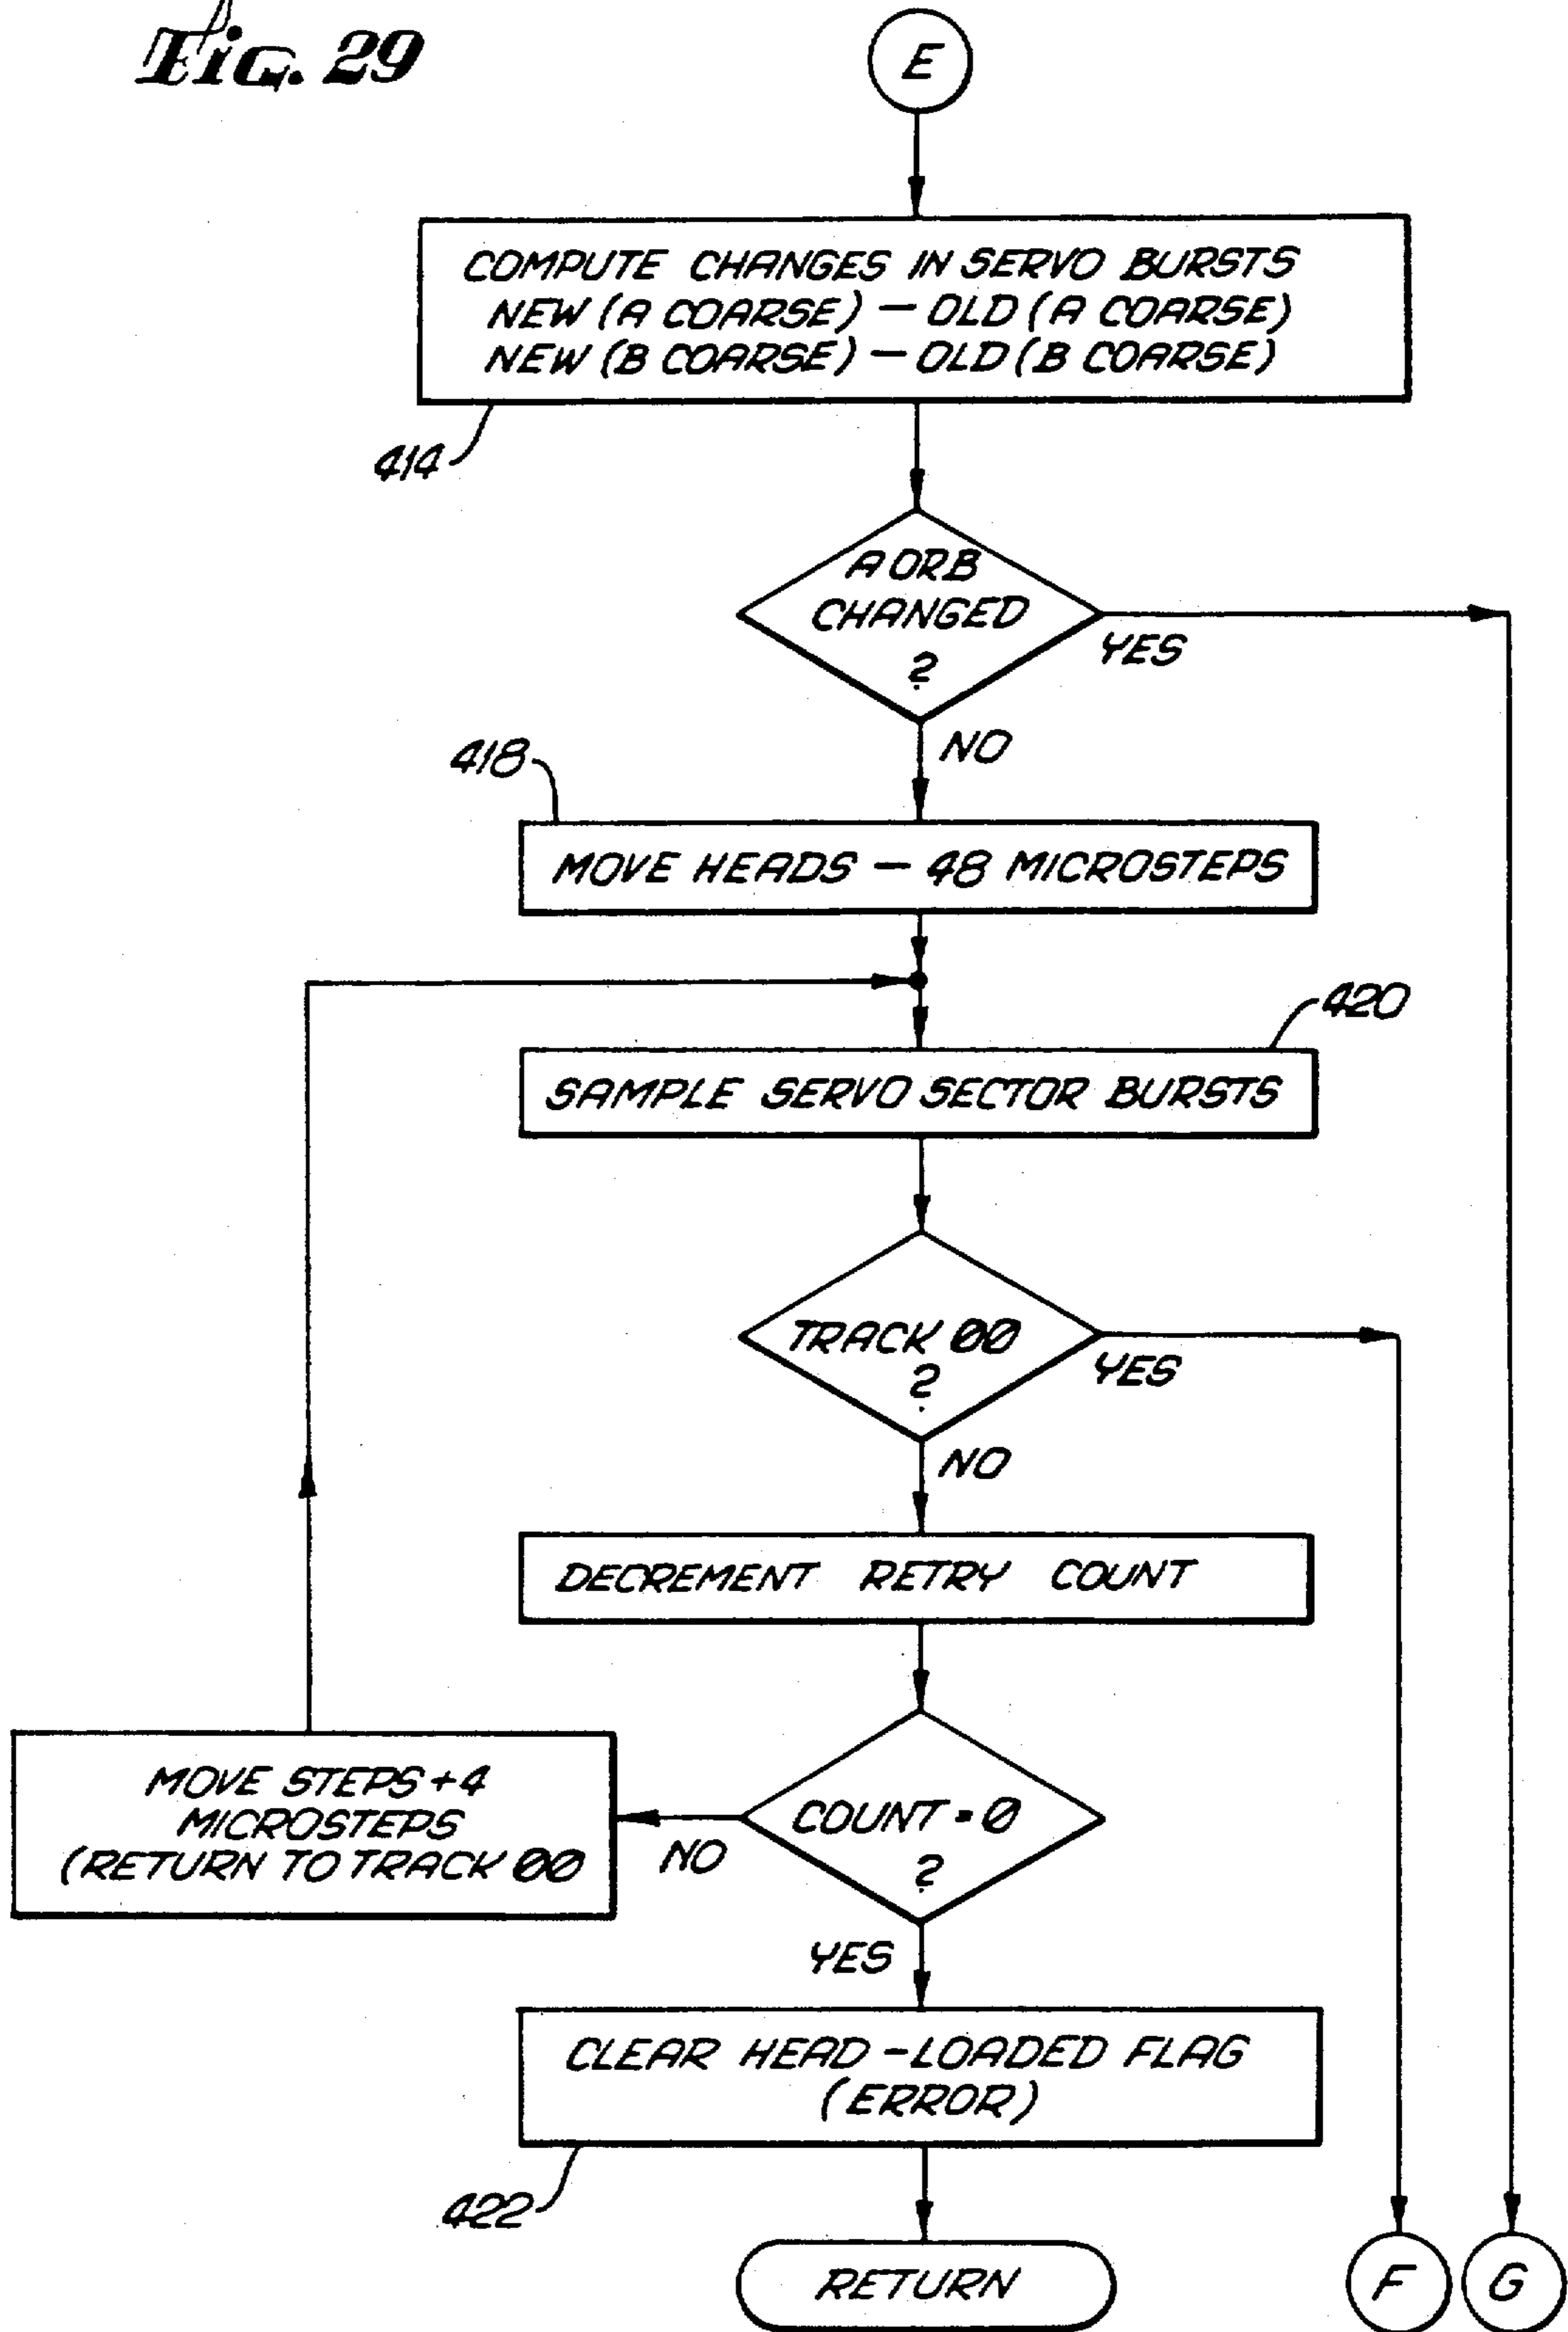 Fig. 29
E
COMPUTE CHANGES IN SERVO BURSTS
NEW (A COARSE) — OLD (A COARSE)
NEW (B COARSE) — OLD (B COARSE)
414
A OR B
CHANGED
?
YES
NO
418
MOVE HEADS — 48 MICROSTEPS
420
SAMPLE SERVO SECTOR BURSTS
TRACK 00
?
YES
NO
DECREMENT RETRY COUNT
MOVE STEPS +4
MICROSTEPS
(RETURN TO TRACK 00
NO
COUNT = 0
?
YES
CLEAR HEAD -LOADED FLAG
(ERROR)
422
RETURN
F
G